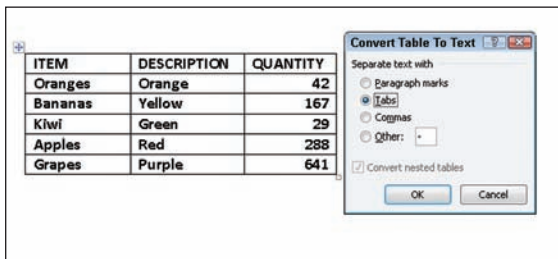 ITEM DESCRIPTION QUANTITY
Oranges Orange 42
Bananas Yellow 167
Kiwi Green 29
Apples Red 288
Grapes Purple 641
Convert Table To Text
Separate text with
Paragraph marks
Tabs
Commas
Other: -
Convert nested tables
OK Cancel